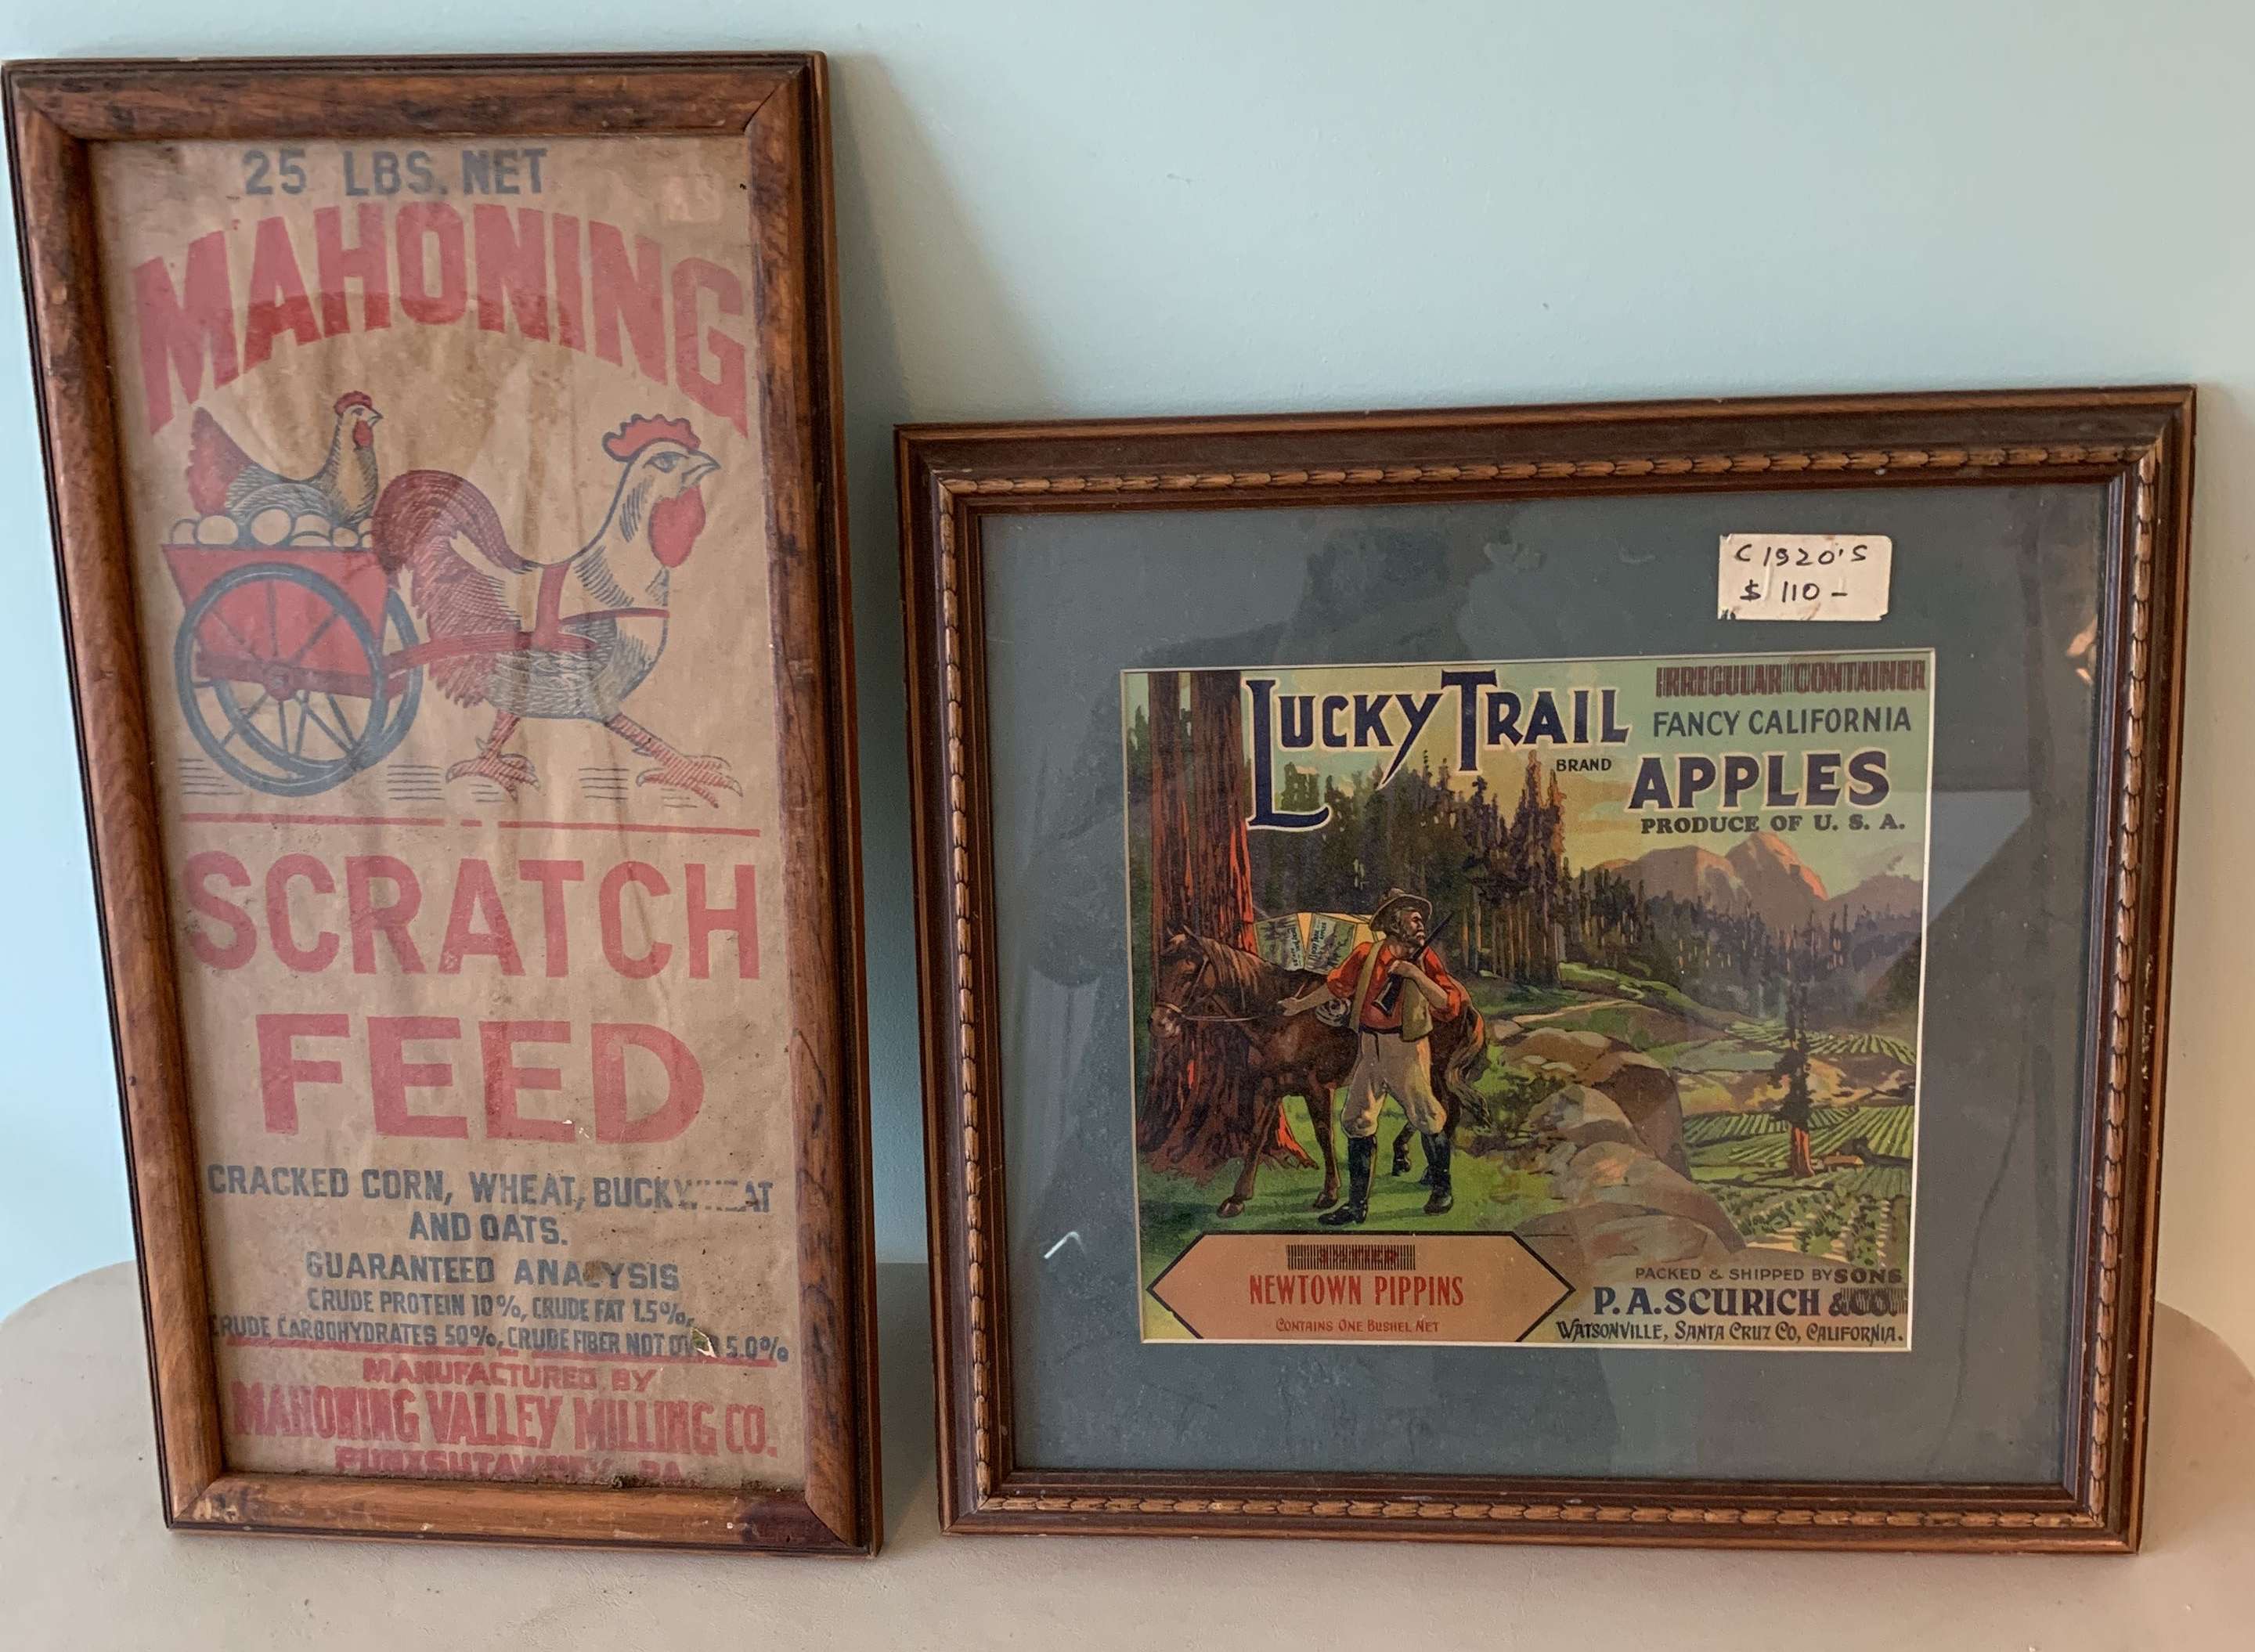 25 LBS. NET
MAHONING
SCRATCH
FEED
CRACKED CORN, WHEAT, BUCKWHEAT
AND OATS.
GUARANTEED ANALYSIS
CRUDE PROTEIN 10%, CRUDE FAT 1.5%,
CRUDE CARBOHYDRATES 50%, CRUDE FIBER NOT OVER 5.0%
MANUFACTURED BY
MAHONING VALLEY MILLING CO.
PUNXSUTAWNEY, PA.
C 1920'S
$ 110 -
LUCKY TRAIL
BRAND
IRREGULAR CONTAINER
FANCY CALIFORNIA
APPLES
PRODUCE OF U. S. A.
NEWTOWN PIPPINS
CONTAINS ONE BUSHEL NET
PACKED & SHIPPED BY SONS
P. A. SCURICH & CO.
WATSONVILLE, SANTA CRUZ CO, CALIFORNIA.